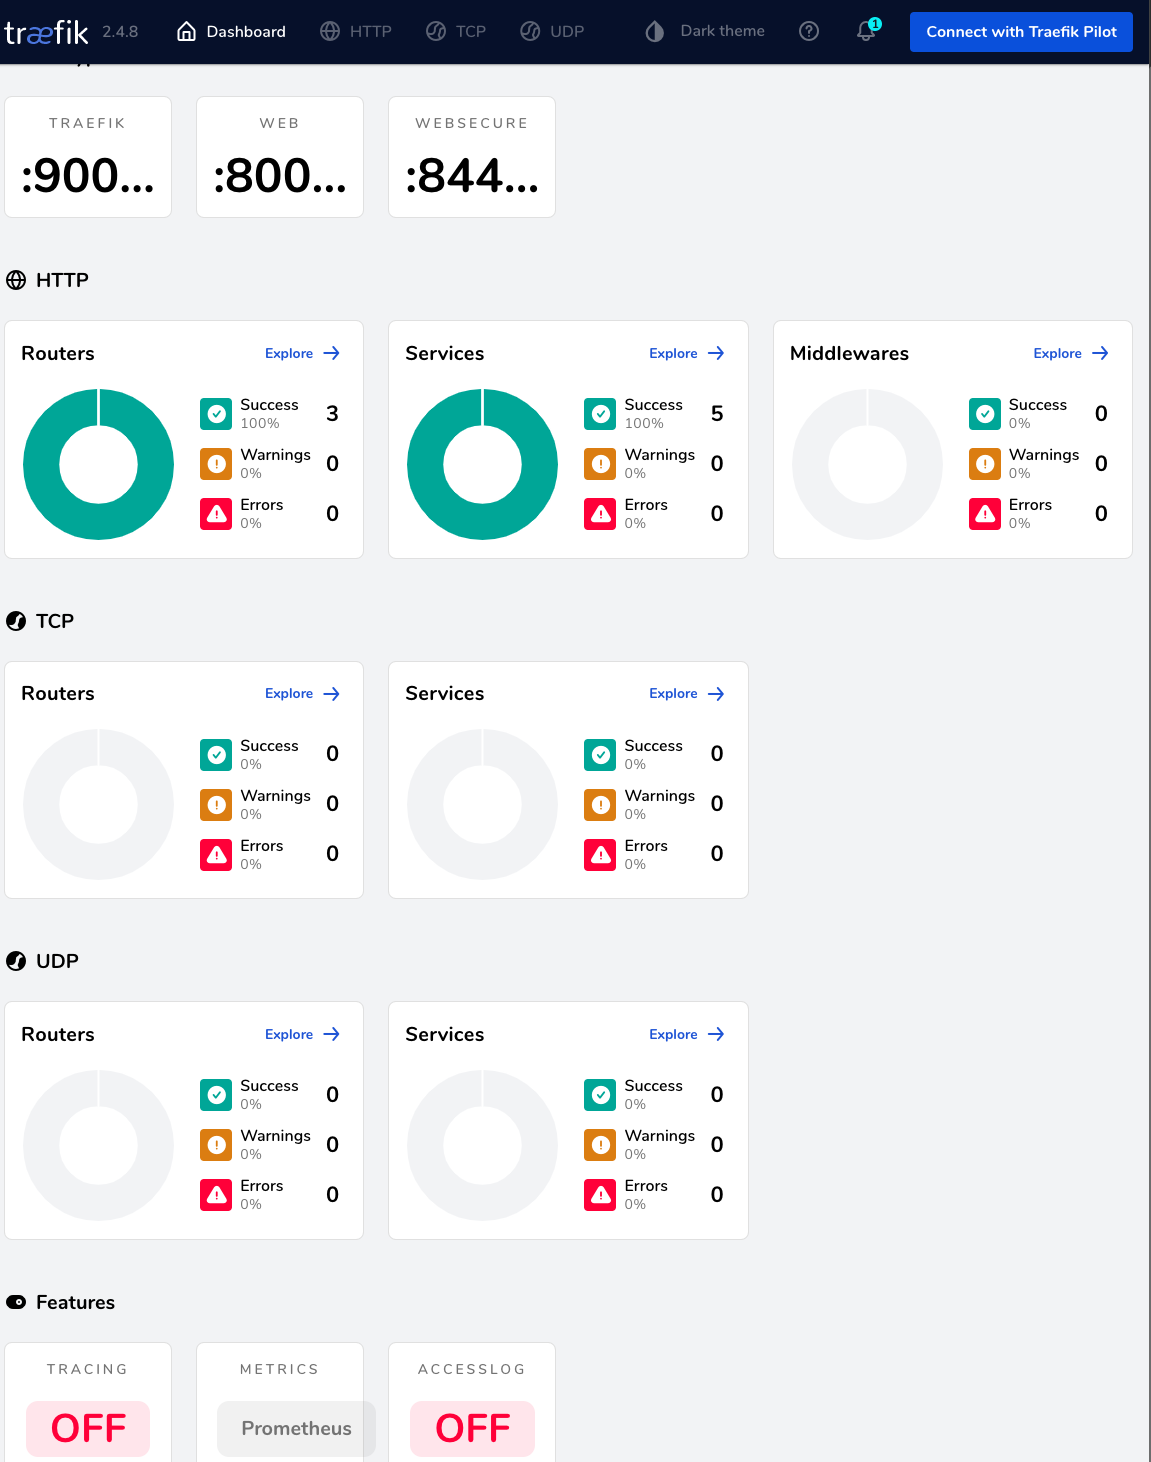 træfik 2.4.8 Dashboard HTTP TCP UDP Dark theme 1 Connect with Traefik Pilot
TRAEFIK
:900...
WEB
:800...
WEBSECURE
:844...
HTTP
Routers Explore
Success 3
100%
Warnings 0
0%
Errors 0
0%
Services Explore
Success 5
100%
Warnings 0
0%
Errors 0
0%
Middlewares Explore
Success 0
0%
Warnings 0
0%
Errors 0
0%
TCP
Routers Explore
Success 0
0%
Warnings 0
0%
Errors 0
0%
Services Explore
Success 0
0%
Warnings 0
0%
Errors 0
0%
UDP
Routers Explore
Success 0
0%
Warnings 0
0%
Errors 0
0%
Services Explore
Success 0
0%
Warnings 0
0%
Errors 0
0%
Features
TRACING
OFF
METRICS
Prometheus
ACCESSLOG
OFF